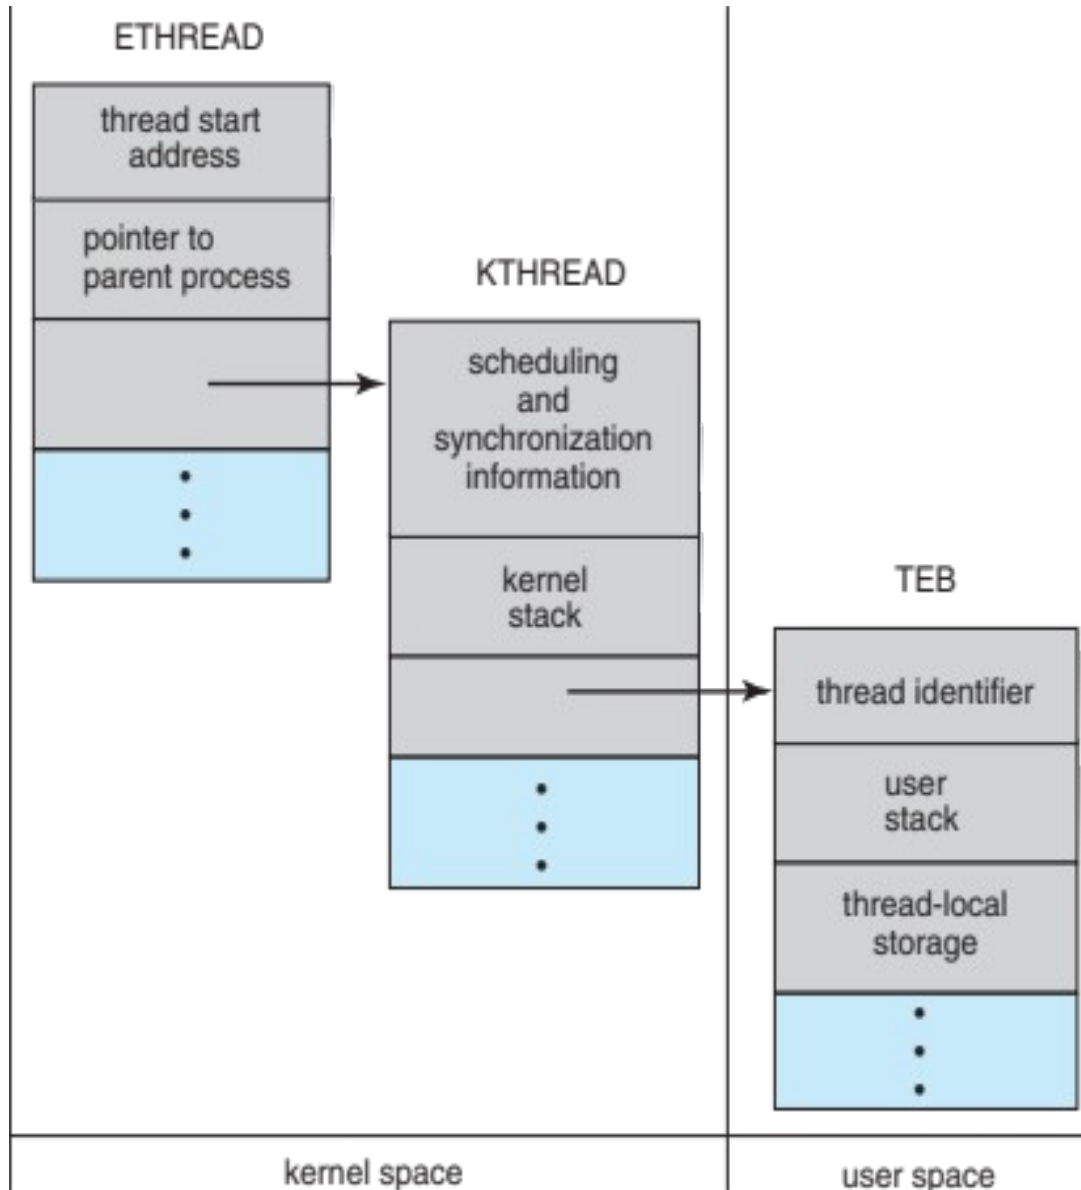 ETHREAD
thread start
address
pointer to
parent process
KTHREAD
scheduling
and
synchronization
information
kernel
stack
TEB
thread identifier
user
stack
thread-local
storage
kernel space
user space